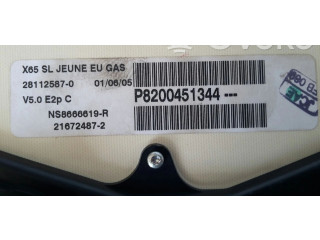 X65 SL JEUNE EU GAS
28112587-0 01/06/05
V5.0 E2p C
P8200451344---
NS8666619-R
21672487-2